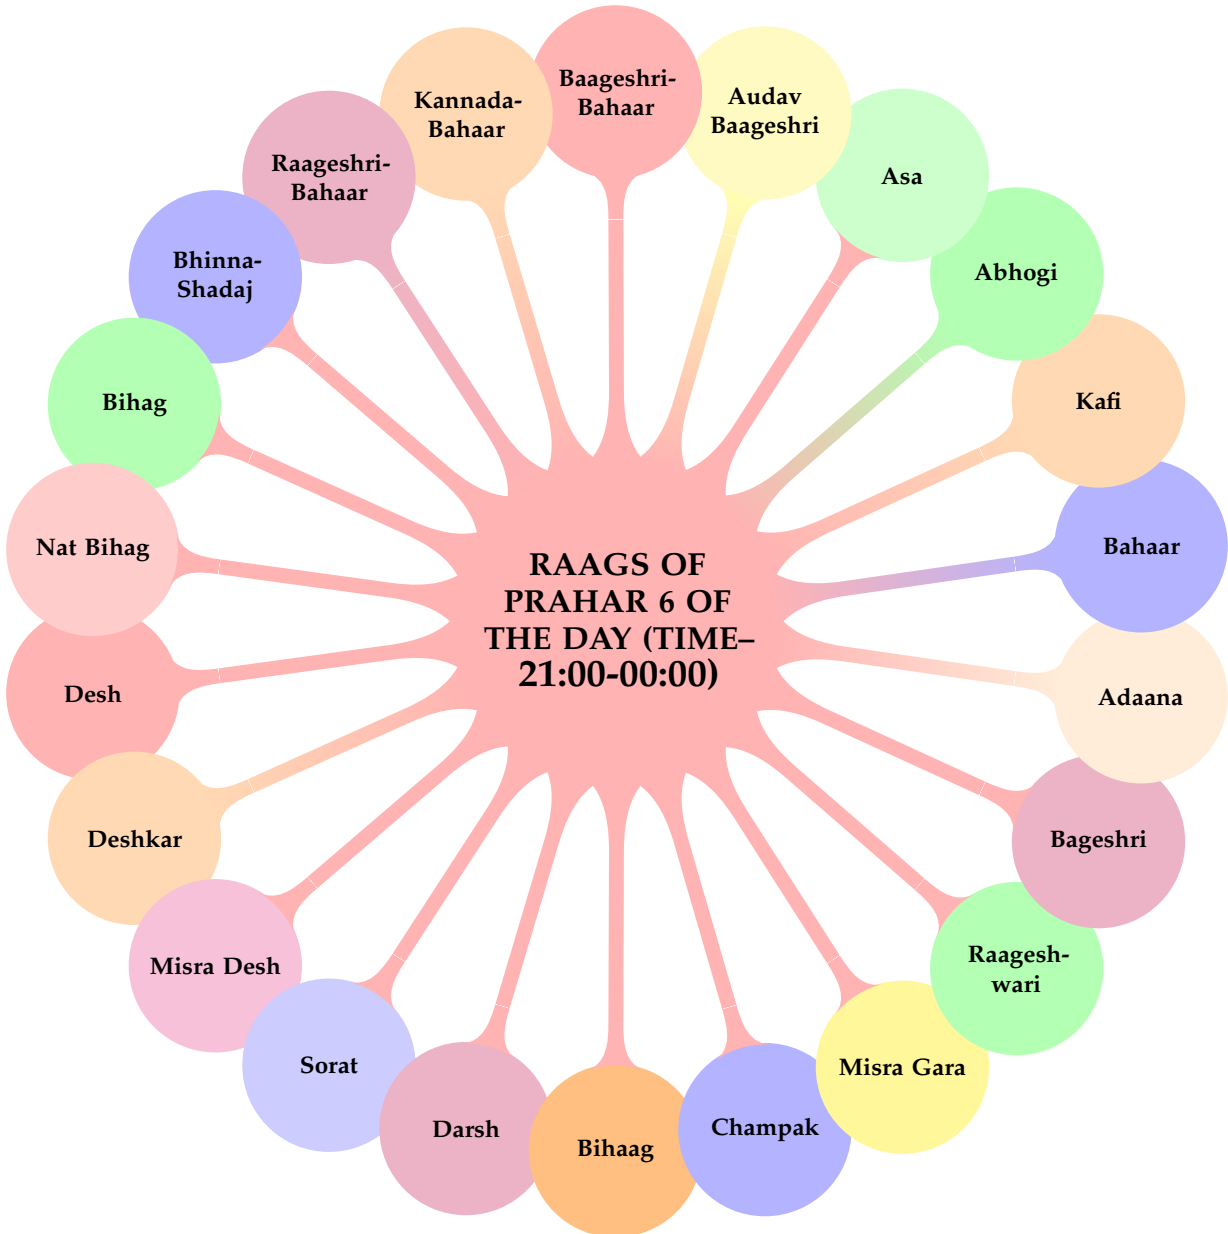 Baageshri-
Bahaar
Audav
Baageshri
Asa
Abhogi
Kafi
Bahaar
Adaana
Bageshri
Raagesh-
wari
Misra Gara
Champak
Bihaag
Darsh
Sorat
Misra Desh
Deshkar
Desh
Nat Bihag
Bihag
Bhinna-
Shadaj
Raageshri-
Bahaar
Kannada-
Bahaar
RAAGS OF
PRAHAR 6 OF
THE DAY (TIME–
21:00-00:00)